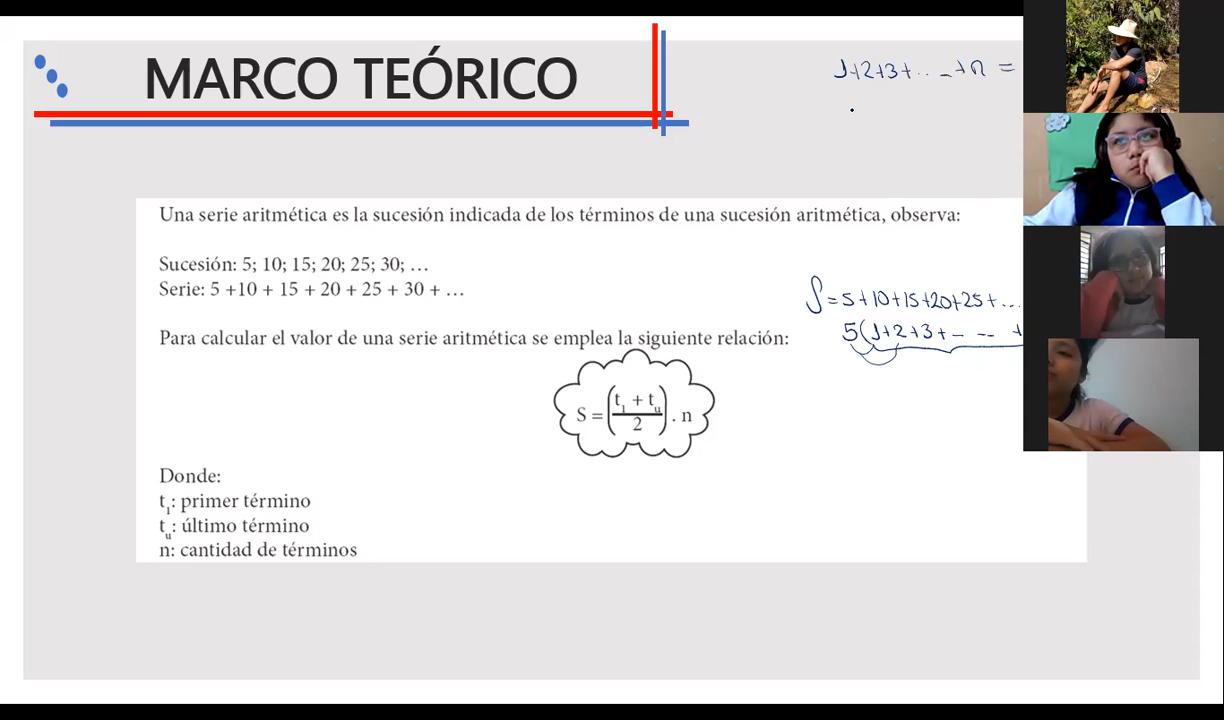 MARCO TEÓRICO
1+2+3+... _ +n =
Una serie aritmética es la sucesión indicada de los términos de una sucesión aritmética, observa:
Sucesión: 5; 10; 15; 20; 25; 30; ...
Serie: 5 +10 + 15 + 20 + 25 + 30 + ...
S=5+10+15+20+25+...
5(1+2+3+--- +
Para calcular el valor de una serie aritmética se emplea la siguiente relación:
S = (t1 + tu / 2) . n
Donde:
t1: primer término
tu: último término
n: cantidad de términos